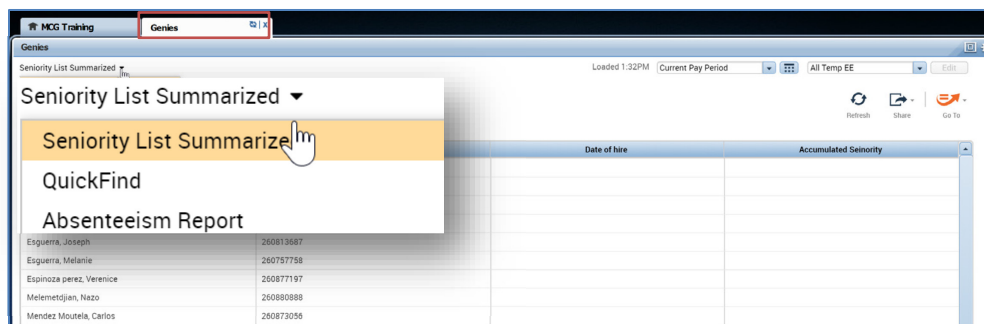 MCG Training Genies x
Genies
Seniority List Summarized Loaded 1:32PM Current Pay Period All Temp EE Edit
Seniority List Summarized
Seniority List Summarize
QuickFind
Absenteeism Report
Refresh Share Go To
Date of hire Accumulated Seinority
Esguerra, Joseph 260813687
Esguerra, Melanie 260757758
Espinoza perez, Verenice 260877197
Melemetdjian, Nazo 260880888
Mendez Moutela, Carlos 260873056